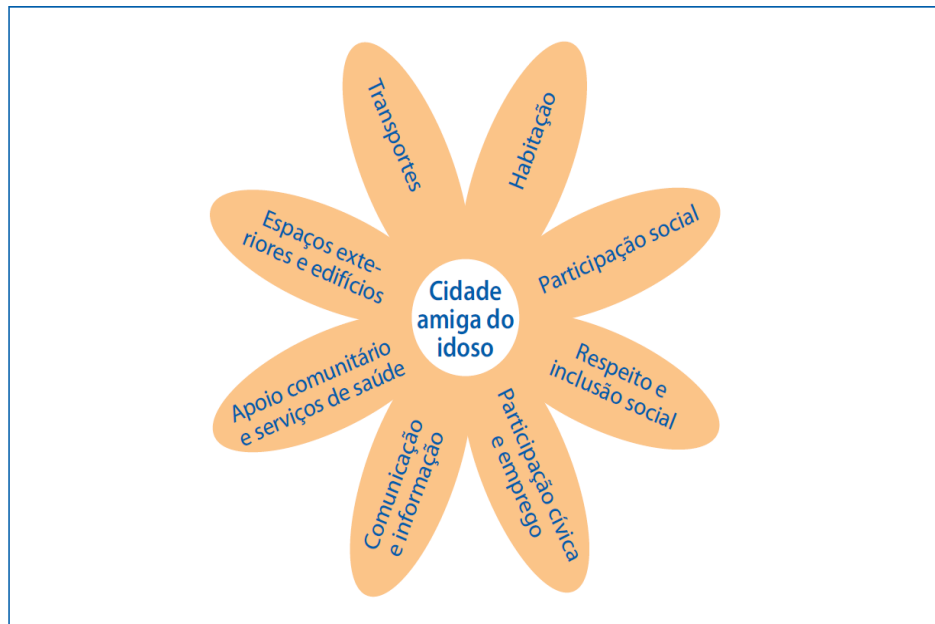 Transportes
Habitação
Participação social
Respeito e
inclusão social
Participação cívica
e emprego
Comunicação
e informação
Apoio comunitário
e serviços de saúde
Espaços exte-
riores e edifícios
Cidade
amiga do
idoso